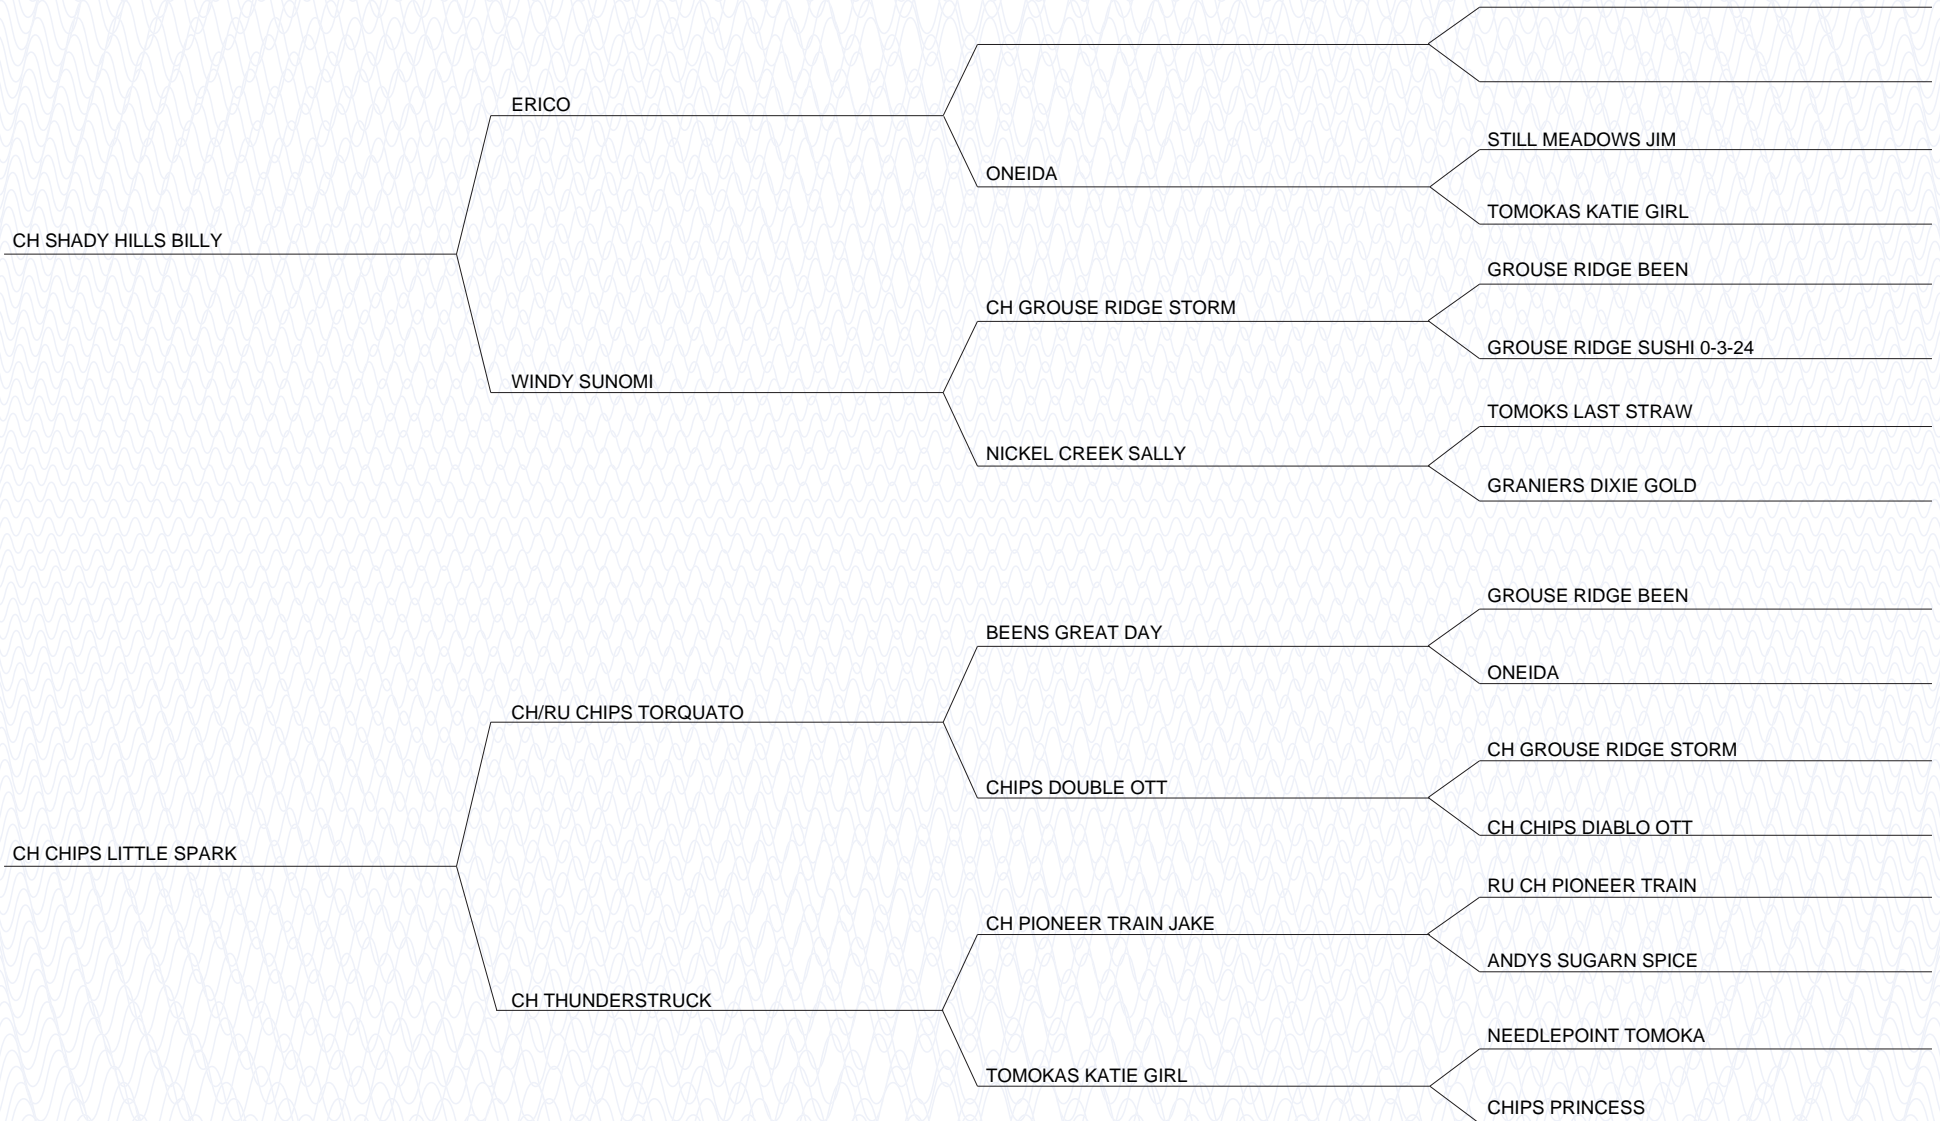 ERICO
STILL MEADOWS JIM
ONEIDA
TOMOKAS KATIE GIRL
CH SHADY HILLS BILLY
GROUSE RIDGE BEEN
CH GROUSE RIDGE STORM
GROUSE RIDGE SUSHI 0-3-24
WINDY SUNOMI
TOMOKS LAST STRAW
NICKEL CREEK SALLY
GRANIERS DIXIE GOLD
GROUSE RIDGE BEEN
BEENS GREAT DAY
ONEIDA
CH/RU CHIPS TORQUATO
CH GROUSE RIDGE STORM
CHIPS DOUBLE OTT
CH CHIPS DIABLO OTT
CH CHIPS LITTLE SPARK
RU CH PIONEER TRAIN
CH PIONEER TRAIN JAKE
ANDYS SUGARN SPICE
CH THUNDERSTRUCK
NEEDLEPOINT TOMOKA
TOMOKAS KATIE GIRL
CHIPS PRINCESS